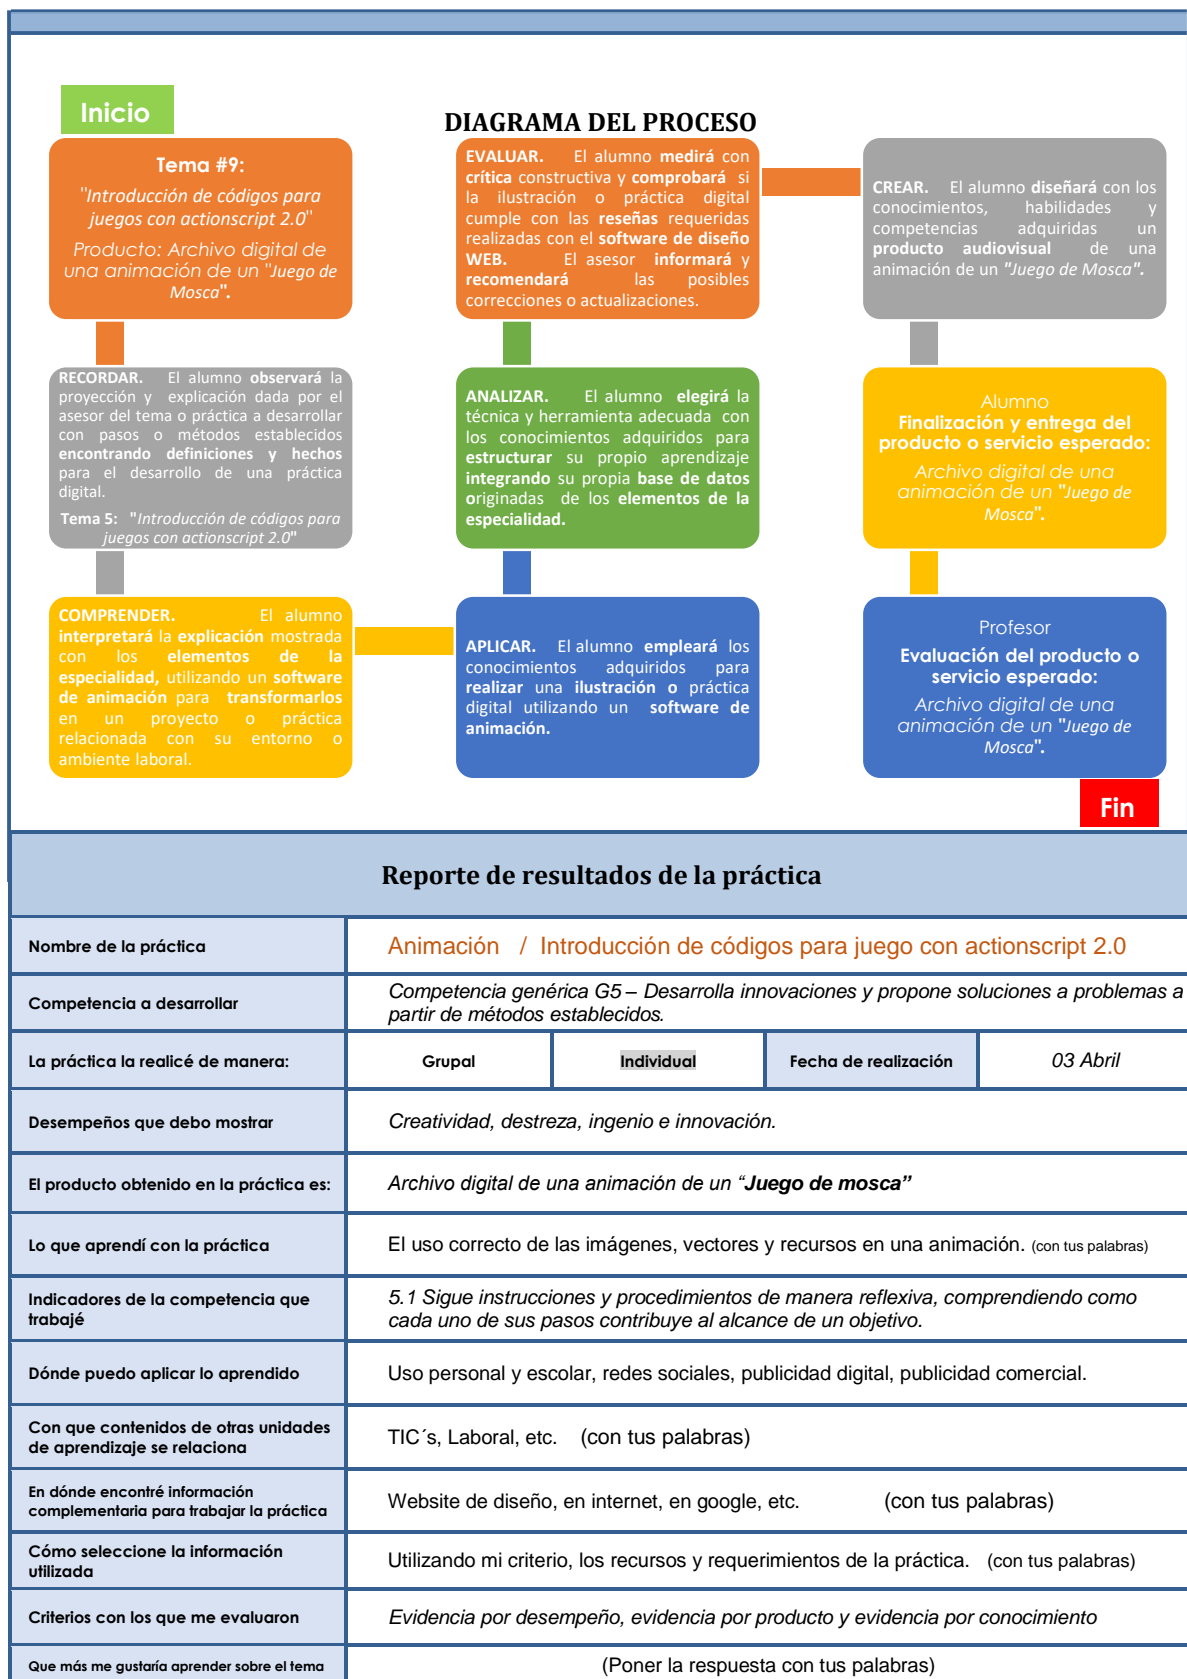 Inicio
DIAGRAMA DEL PROCESO
Tema #9:
"Introducción de códigos para
juegos con actionscript 2.0"
Producto: Archivo digital de
una animación de un "Juego de
Mosca".
RECORDAR. El alumno observará la
proyección y explicación dada por el
asesor del tema o práctica a desarrollar
con pasos o métodos establecidos
encontrando definiciones y hechos
para el desarrollo de una práctica
digital.
Tema 5: "Introducción de códigos para
juegos con actionscript 2.0"
COMPRENDER. El alumno
interpretará la explicación mostrada
con los elementos de la
especialidad, utilizando un software
de animación para transformarlos
en un proyecto o práctica
relacionada con su entorno o
ambiente laboral.
APLICAR. El alumno empleará los
conocimientos adquiridos para
realizar una ilustración o práctica
digital utilizando un software de
animación.
ANALIZAR. El alumno elegirá la
técnica y herramienta adecuada con
los conocimientos adquiridos para
estructurar su propio aprendizaje
integrando su propia base de datos
originadas de los elementos de la
especialidad.
EVALUAR. El alumno medirá con
crítica constructiva y comprobará si
la ilustración o práctica digital
cumple con las reseñas requeridas
realizadas con el software de diseño
WEB. El asesor informará y
recomendará las posibles
correcciones o actualizaciones.
CREAR. El alumno diseñará con los
conocimientos, habilidades y
competencias adquiridas un
producto audiovisual de una
animación de un "Juego de Mosca".
Alumno
Finalización y entrega del
producto o servicio esperado:
Archivo digital de una
animación de un "Juego de
Mosca".
Profesor
Evaluación del producto o
servicio esperado:
Archivo digital de una
animación de un "Juego de
Mosca".
Fin
Reporte de resultados de la práctica
Nombre de la práctica
Animación / Introducción de códigos para juego con actionscript 2.0
Competencia a desarrollar
Competencia genérica G5 – Desarrolla innovaciones y propone soluciones a problemas a
partir de métodos establecidos.
La práctica la realicé de manera:
Grupal
Individual
Fecha de realización
03 Abril
Desempeños que debo mostrar
Creatividad, destreza, ingenio e innovación.
El producto obtenido en la práctica es:
Archivo digital de una animación de un “Juego de mosca”
Lo que aprendí con la práctica
El uso correcto de las imágenes, vectores y recursos en una animación. (con tus palabras)
Indicadores de la competencia que
trabajé
5.1 Sigue instrucciones y procedimientos de manera reflexiva, comprendiendo como
cada uno de sus pasos contribuye al alcance de un objetivo.
Dónde puedo aplicar lo aprendido
Uso personal y escolar, redes sociales, publicidad digital, publicidad comercial.
Con que contenidos de otras unidades
de aprendizaje se relaciona
TIC´s, Laboral, etc. (con tus palabras)
En dónde encontré información
complementaria para trabajar la práctica
Website de diseño, en internet, en google, etc. (con tus palabras)
Cómo seleccione la información
utilizada
Utilizando mi criterio, los recursos y requerimientos de la práctica. (con tus palabras)
Criterios con los que me evaluaron
Evidencia por desempeño, evidencia por producto y evidencia por conocimiento
Que más me gustaría aprender sobre el tema
(Poner la respuesta con tus palabras)